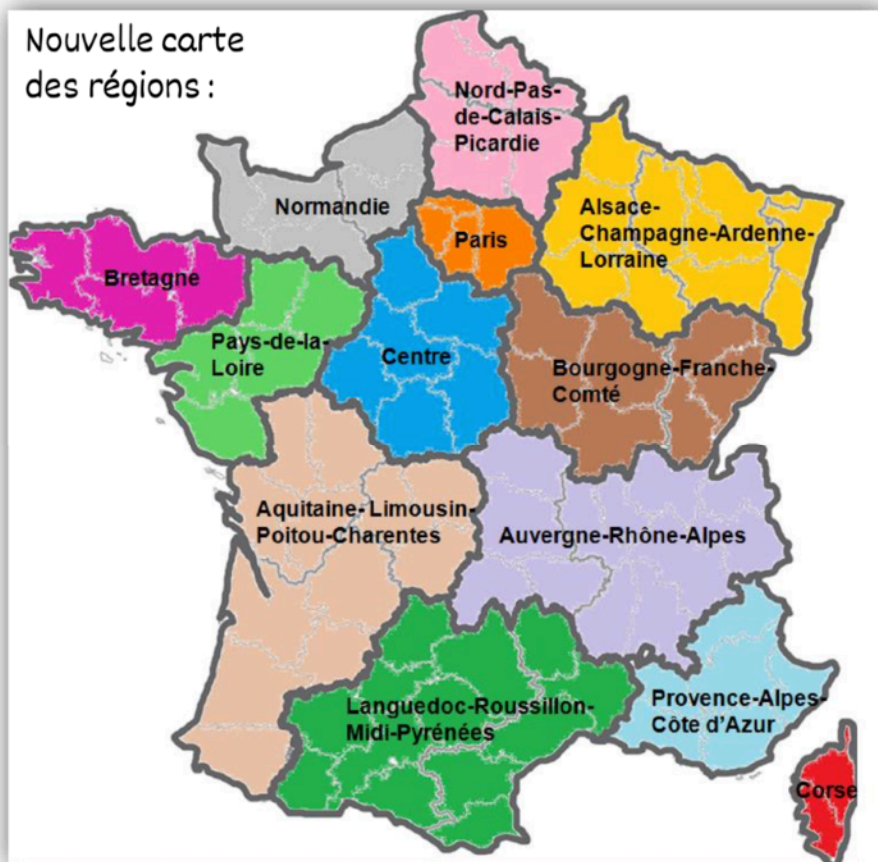 Nouvelle carte
des régions :
Nord-Pas-
de-Calais-
Picardie
Normandie
Paris
Alsace-
Champagne-Ardenne-
Lorraine
Bretagne
Pays-de-la-
Loire
Centre
Bourgogne-Franche-
Comté
Aquitaine-Limousin-
Poitou-Charentes
Auvergne-Rhône-Alpes
Languedoc-Roussillon-
Midi-Pyrénées
Provence-Alpes-
Côte d'Azur
Corse